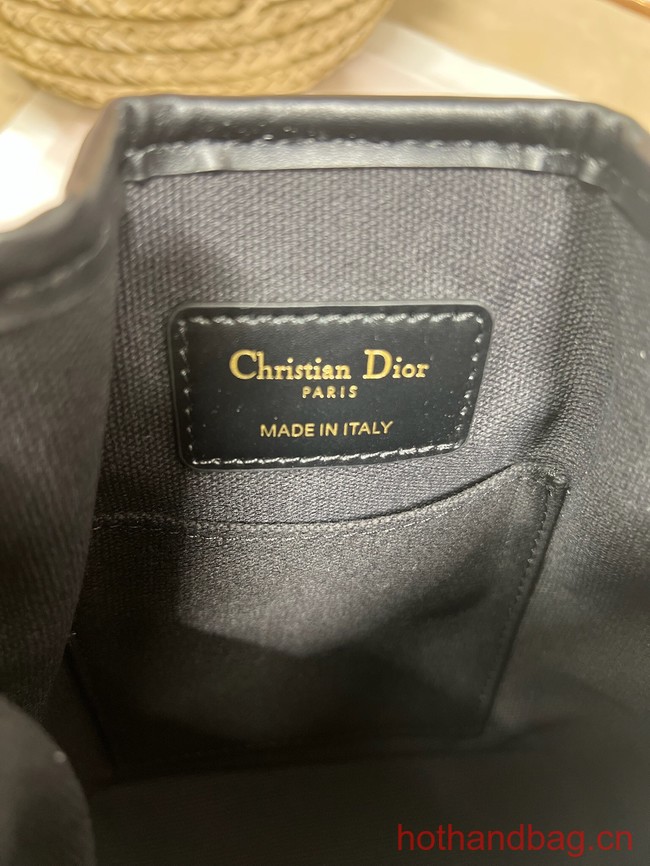 Christian Dior
PARIS
MADE IN ITALY
hothandbag.cn